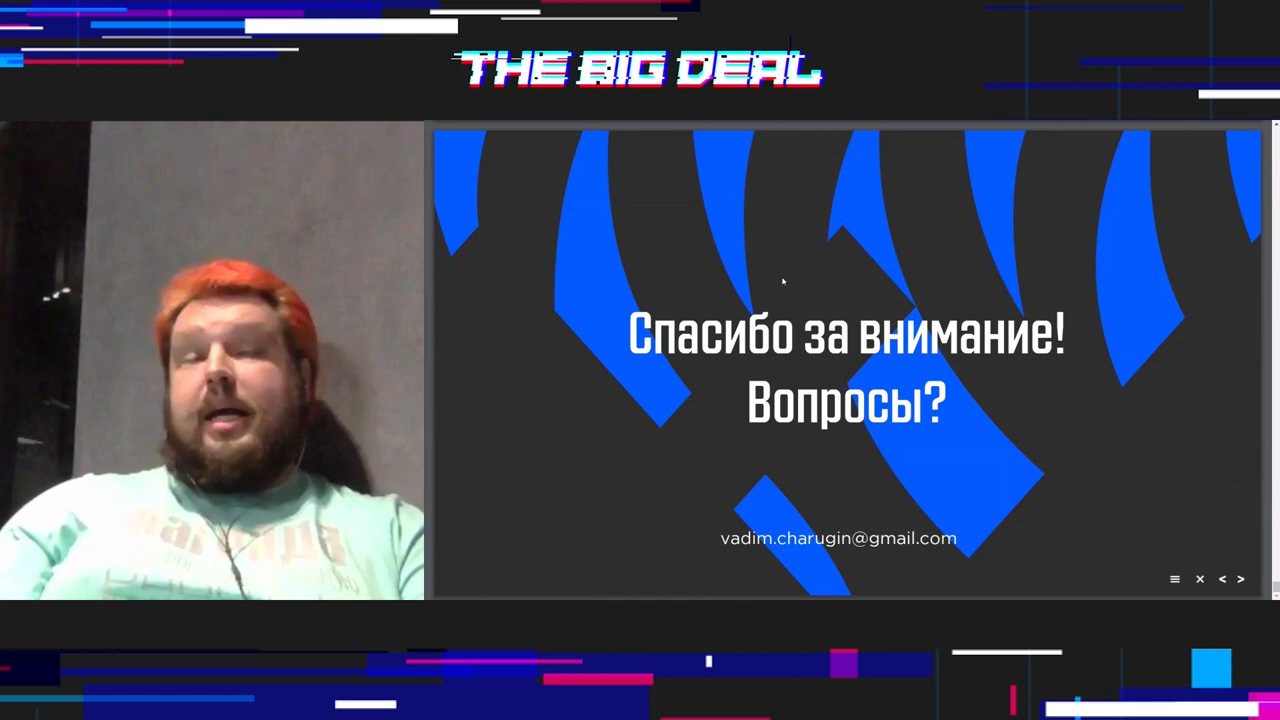 THE BIG DEAL
Спасибо за внимание!
Вопросы?
vadim.charugin@gmail.com